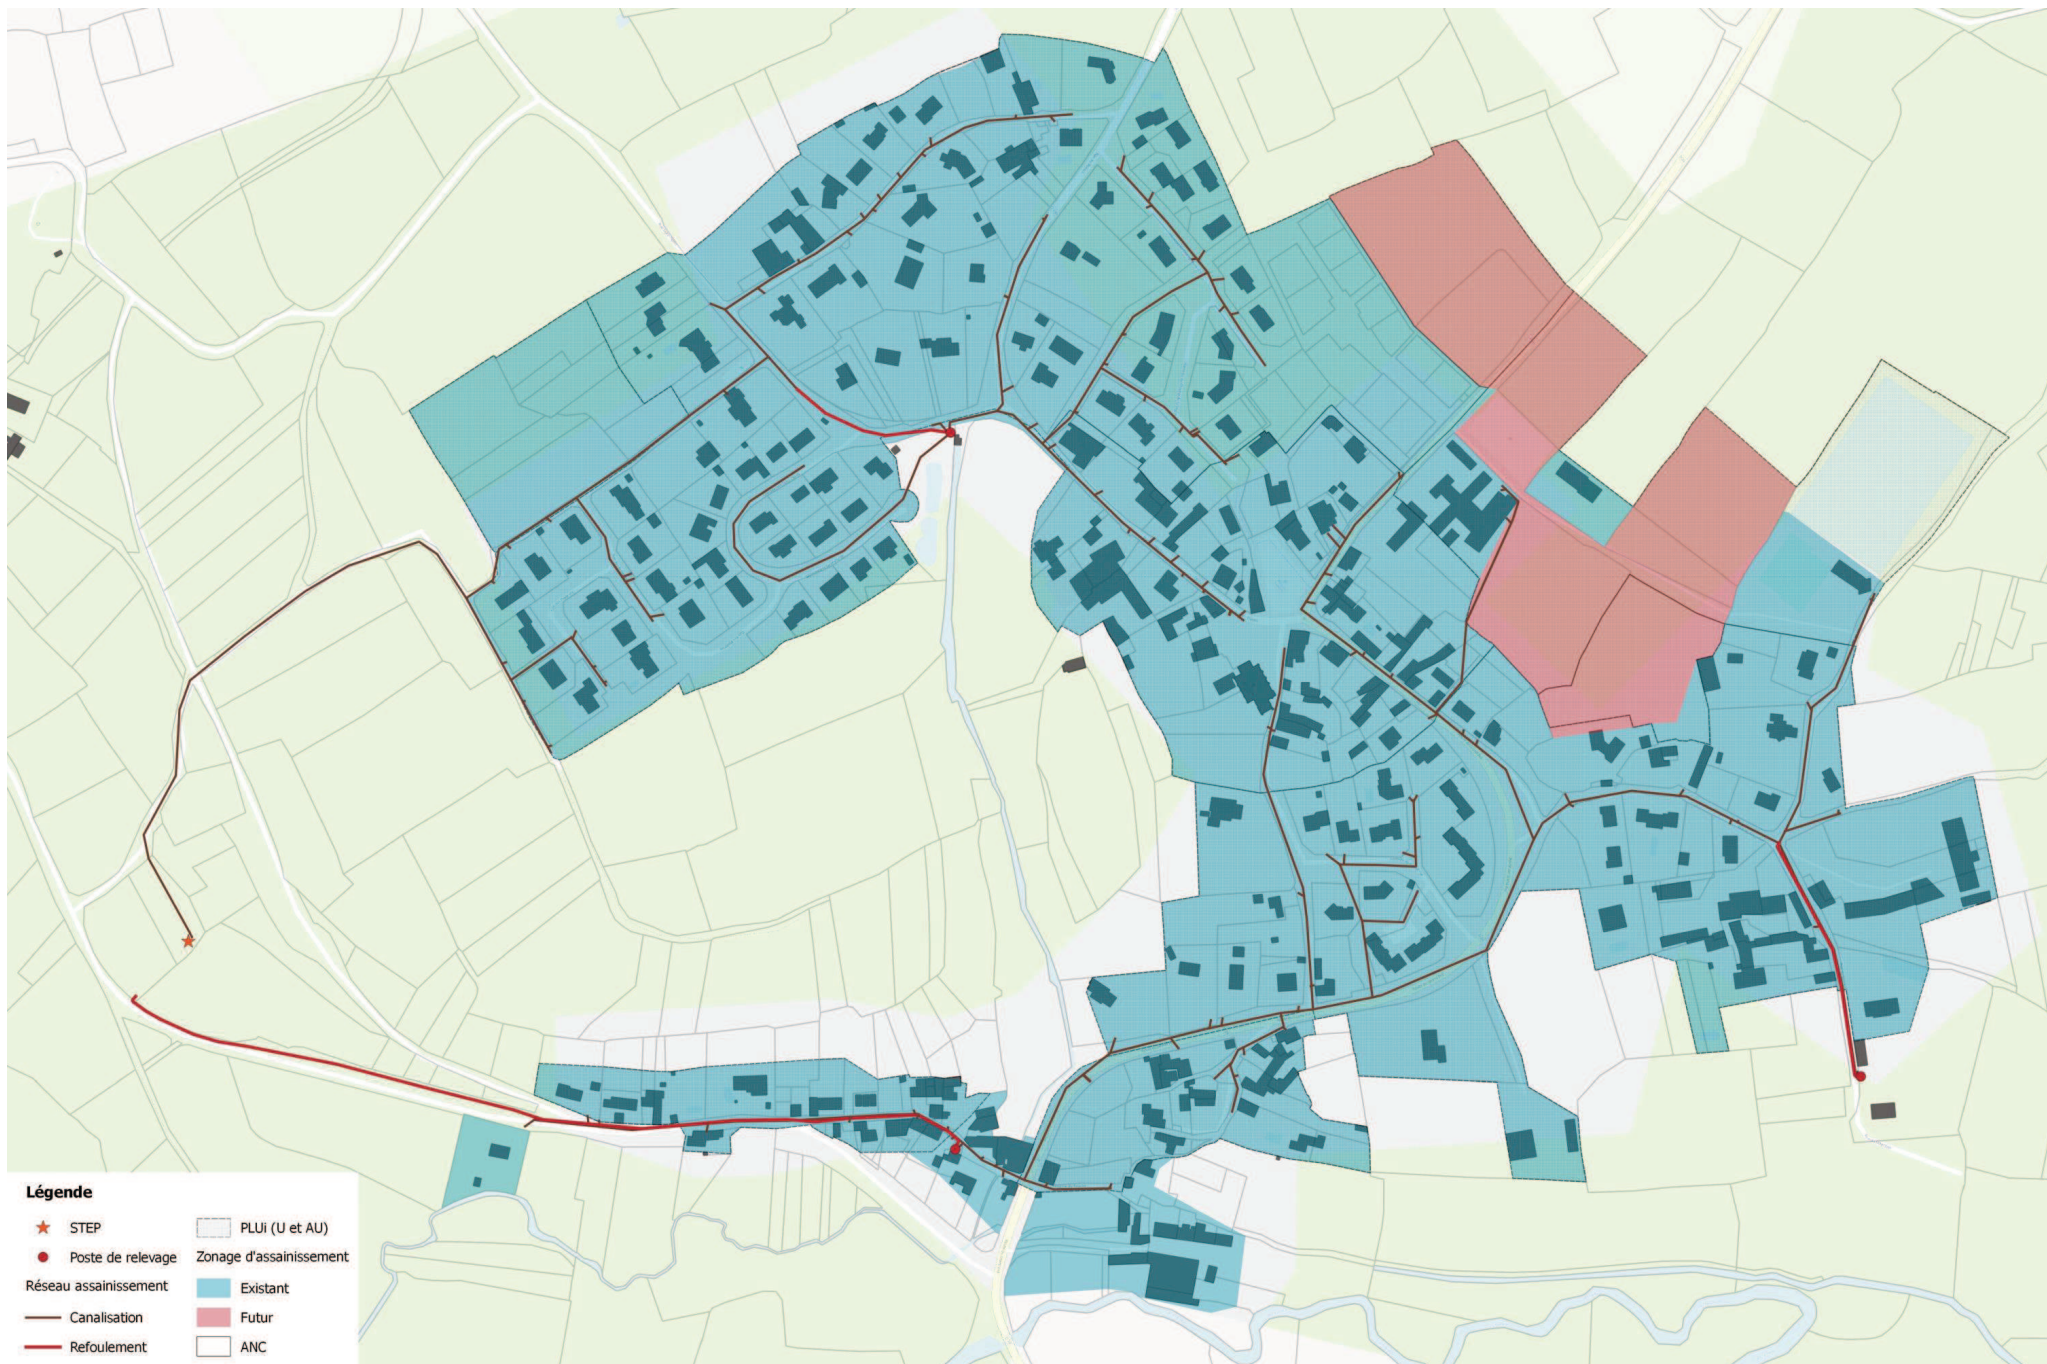 Légende
STEP
Poste de relevage
Réseau assainissement
Canalisation
Refoulement
PLUi (U et AU)
Zonage d'assainissement
Existant
Futur
ANC